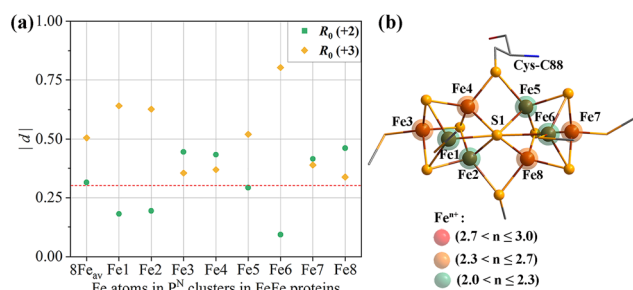 (a)
R₀ (+2)
R₀ (+3)
1.00
0.75
0.50
0.25
0.00
| d |
8Fe_av Fe1 Fe2 Fe3 Fe4 Fe5 Fe6 Fe7 Fe8
Fe atoms in P^N clusters in FeFe proteins
(b)
Cys-C88
Fe4 Fe5
Fe3 S1 Fe6 Fe7
Fe1
Fe2 Fe8
Feⁿ⁺ :
(2.7 < n ≤ 3.0)
(2.3 < n ≤ 2.7)
(2.0 < n ≤ 2.3)